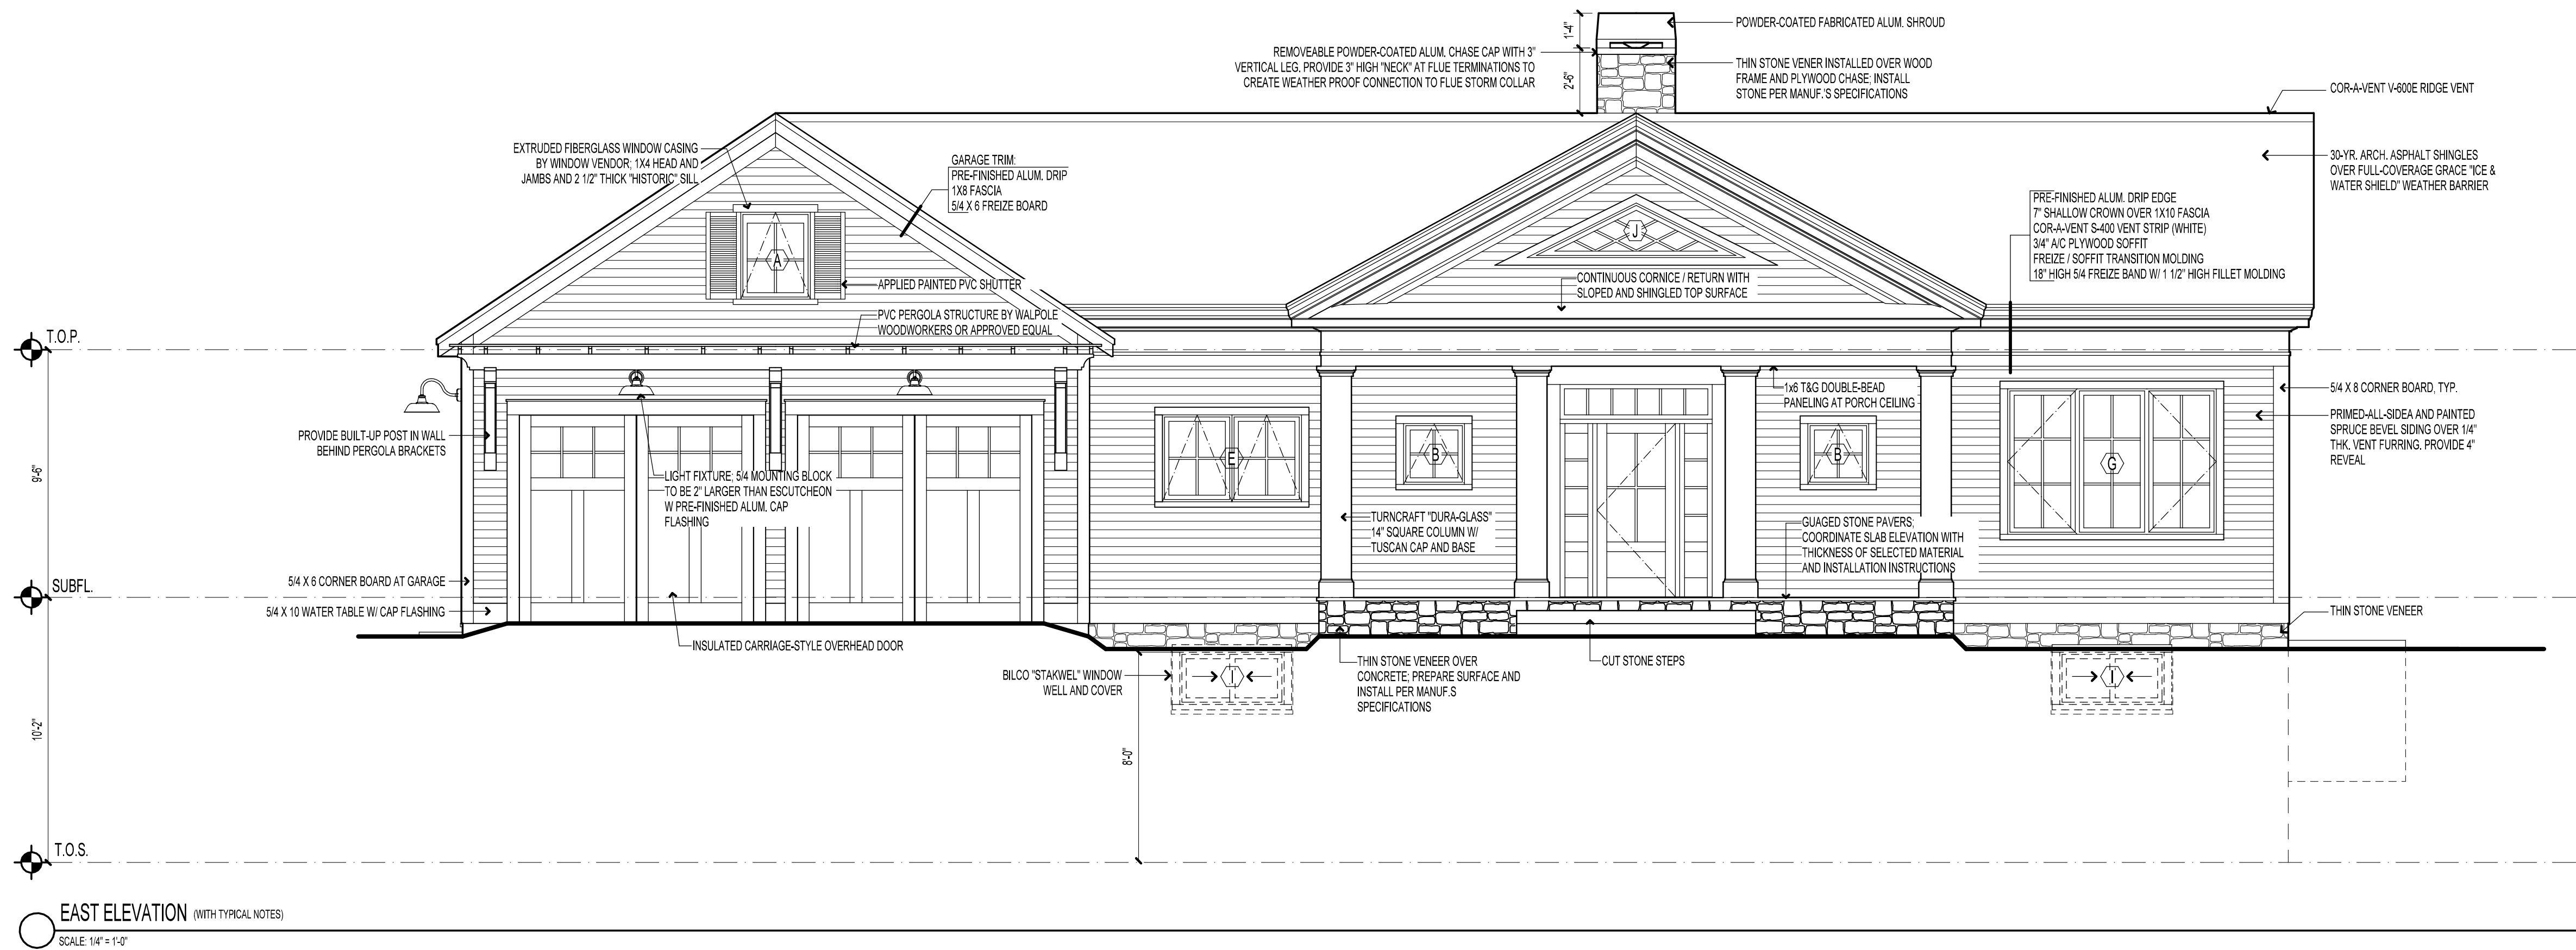 POWDER-COATED FABRICATED ALUM. SHROUD
1'-4"
REMOVEABLE POWDER-COATED ALUM. CHASE CAP WITH 3"
VERTICAL LEG. PROVIDE 3" HIGH "NECK" AT FLUE TERMINATIONS TO
CREATE WEATHER PROOF CONNECTION TO FLUE STORM COLLAR
2'-6"
THIN STONE VENER INSTALLED OVER WOOD
FRAME AND PLYWOOD CHASE; INSTALL
STONE PER MANUF.'S SPECIFICATIONS
COR-A-VENT V-600E RIDGE VENT
EXTRUDED FIBERGLASS WINDOW CASING
BY WINDOW VENDOR; 1X4 HEAD AND
JAMBS AND 2 1/2" THICK "HISTORIC" SILL
GARAGE TRIM:
PRE-FINISHED ALUM. DRIP
1X8 FASCIA
5/4 X 6 FREIZE BOARD
30-YR. ARCH. ASPHALT SHINGLES
OVER FULL-COVERAGE GRACE "ICE &
WATER SHIELD" WEATHER BARRIER
PRE-FINISHED ALUM. DRIP EDGE
7" SHALLOW CROWN OVER 1X10 FASCIA
COR-A-VENT S-400 VENT STRIP (WHITE)
3/4" A/C PLYWOOD SOFFIT
FREIZE / SOFFIT TRANSITION MOLDING
18" HIGH 5/4 FREIZE BAND W/ 1 1/2" HIGH FILLET MOLDING
A
J
APPLIED PAINTED PVC SHUTTER
CONTINUOUS CORNICE / RETURN WITH
SLOPED AND SHINGLED TOP SURFACE
PVC PERGOLA STRUCTURE BY WALPOLE
WOODWORKERS OR APPROVED EQUAL
T.O.P.
1x6 T&G DOUBLE-BEAD
PANELING AT PORCH CEILING
5/4 X 8 CORNER BOARD, TYP.
PRIMED-ALL-SIDEA AND PAINTED
SPRUCE BEVEL SIDING OVER 1/4"
THK. VENT FURRING. PROVIDE 4"
REVEAL
PROVIDE BUILT-UP POST IN WALL
BEHIND PERGOLA BRACKETS
9'-6"
E
B
B
G
LIGHT FIXTURE; 5/4 MOUNTING BLOCK
TO BE 2" LARGER THAN ESCUTCHEON
W PRE-FINISHED ALUM. CAP
FLASHING
TURNCRAFT "DURA-GLASS"
14" SQUARE COLUMN W/
TUSCAN CAP AND BASE
GUAGED STONE PAVERS;
COORDINATE SLAB ELEVATION WITH
THICKNESS OF SELECTED MATERIAL
AND INSTALLATION INSTRUCTIONS
SUBFL.
5/4 X 6 CORNER BOARD AT GARAGE
5/4 X 10 WATER TABLE W/ CAP FLASHING
THIN STONE VENEER
INSULATED CARRIAGE-STYLE OVERHEAD DOOR
BILCO "STAKWEL" WINDOW
WELL AND COVER
I
THIN STONE VENEER OVER
CONCRETE; PREPARE SURFACE AND
INSTALL PER MANUF.S
SPECIFICATIONS
CUT STONE STEPS
I
10'-2"
8'-0"
T.O.S.
EAST ELEVATION (WITH TYPICAL NOTES)
SCALE: 1/4" = 1'-0"